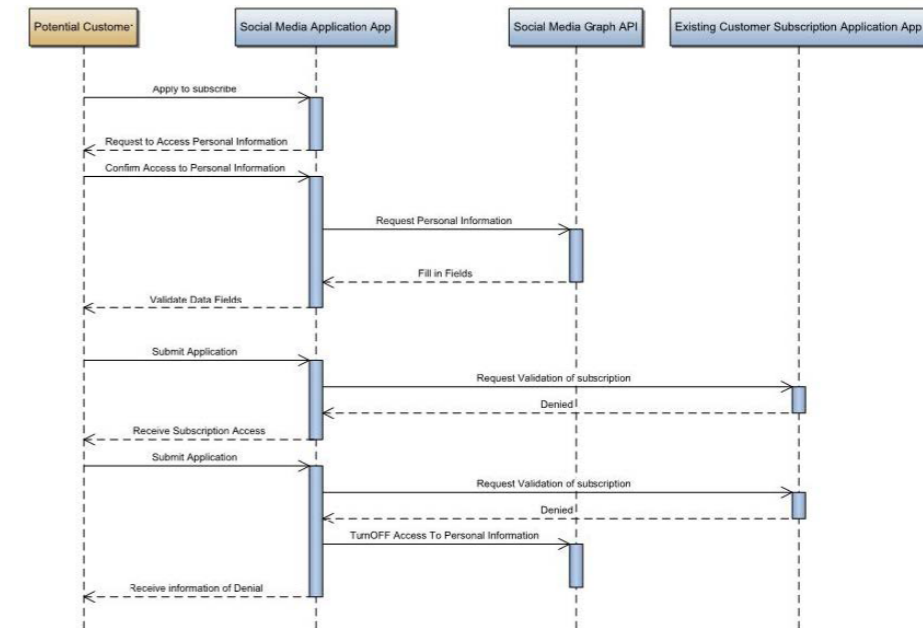 Potential Customer
Social Media Application App
Social Media Graph API
Existing Customer Subscription Application App
Apply to subscribe
Request to Access Personal Information
Confirm Access to Personal Information
Request Personal Information
Fill in Fields
Validate Data Fields
Submit Application
Request Validation of subscription
Denied
Receive Subscription Access
Submit Application
Request Validation of subscription
Denied
TurnOFF Access To Personal Information
Receive information of Denial